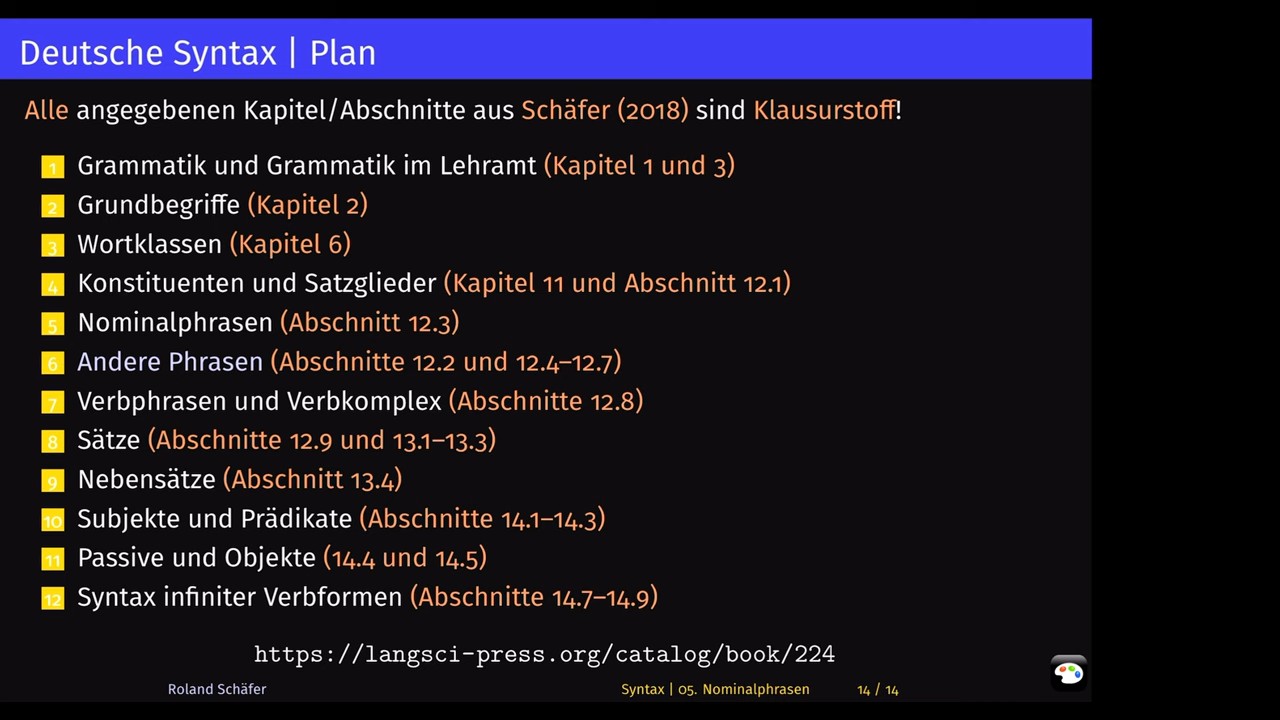 Deutsche Syntax | Plan
Alle angegebenen Kapitel/Abschnitte aus Schäfer (2018) sind Klausurstoff!
1 Grammatik und Grammatik im Lehramt (Kapitel 1 und 3)
2 Grundbegriffe (Kapitel 2)
3 Wortklassen (Kapitel 6)
4 Konstituenten und Satzglieder (Kapitel 11 und Abschnitt 12.1)
5 Nominalphrasen (Abschnitt 12.3)
6 Andere Phrasen (Abschnitte 12.2 und 12.4–12.7)
7 Verbphrasen und Verbkomplex (Abschnitte 12.8)
8 Sätze (Abschnitte 12.9 und 13.1–13.3)
9 Nebensätze (Abschnitt 13.4)
10 Subjekte und Prädikate (Abschnitte 14.1–14.3)
11 Passive und Objekte (14.4 und 14.5)
12 Syntax infiniter Verbformen (Abschnitte 14.7–14.9)
https://langsci-press.org/catalog/book/224
Roland Schäfer Syntax | 05. Nominalphrasen 14 / 14